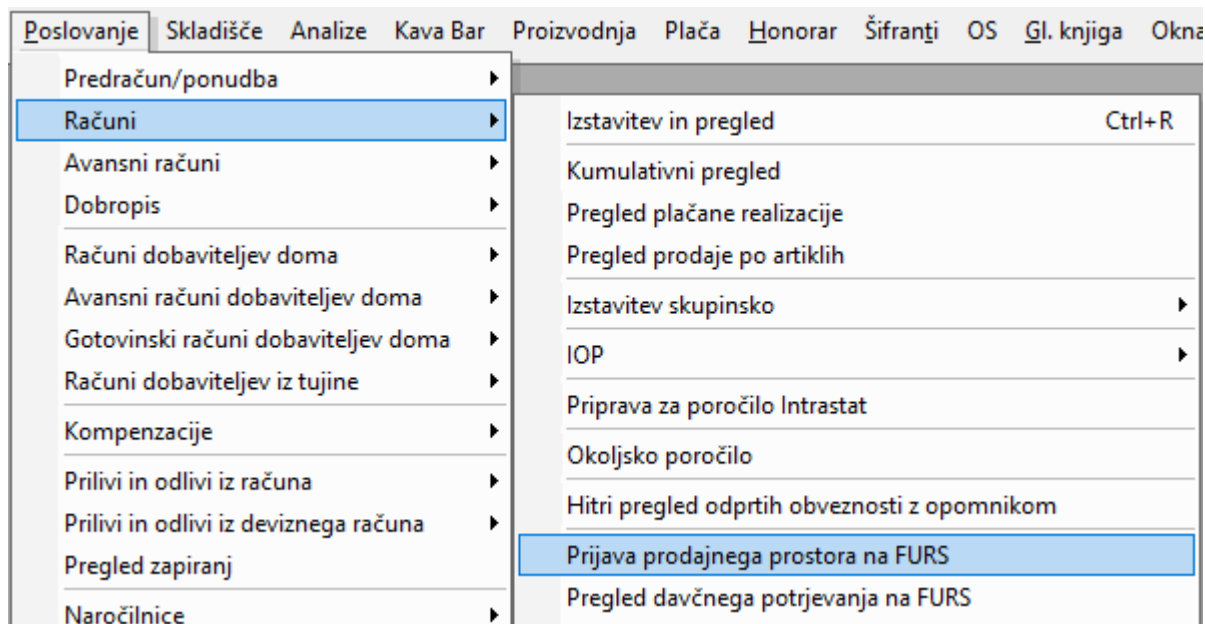 Poslovanje Skladišče Analize Kava Bar Proizvodnja Plača Honorar Šifranti OS Gl. knjiga Okna
Predračun/ponudba
Računi
Avansni računi
Dobropis
Računi dobaviteljev doma
Avansni računi dobaviteljev doma
Gotovinski računi dobaviteljev doma
Računi dobaviteljev iz tujine
Kompenzacije
Prilivi in odlivi iz računa
Prilivi in odlivi iz deviznega računa
Pregled zapiranj
Naročilnice
Izstavitev in pregled Ctrl+R
Kumulativni pregled
Pregled plačane realizacije
Pregled prodaje po artiklih
Izstavitev skupinsko
IOP
Priprava za poročilo Intrastat
Okoljsko poročilo
Hitri pregled odprtih obveznosti z opomnikom
Prijava prodajnega prostora na FURS
Pregled davčnega potrjevanja na FURS